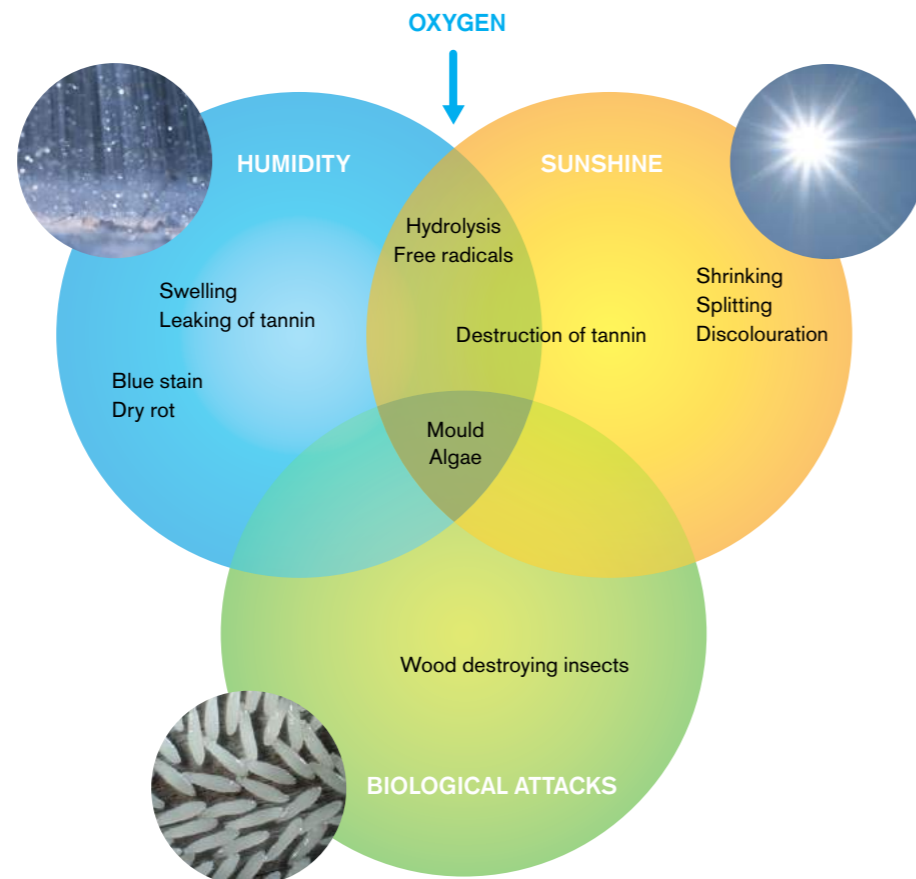 OXYGEN
HUMIDITY
SUNSHINE
Hydrolysis
Free radicals
Swelling
Leaking of tannin
Shrinking
Splitting
Discolouration
Destruction of tannin
Blue stain
Dry rot
Mould
Algae
Wood destroying insects
BIOLOGICAL ATTACKS